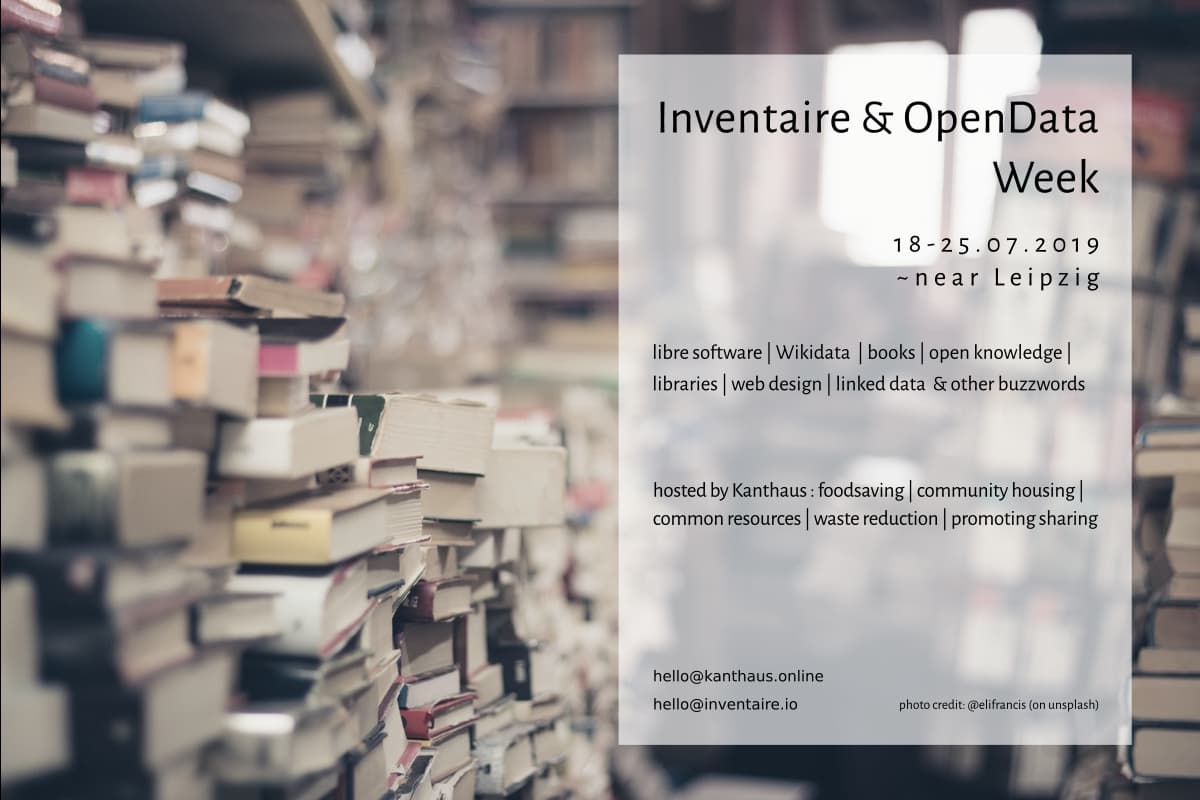 Inventaire & OpenData
Week
18-25.07.2019
~near Leipzig
libre software | Wikidata | books | open knowledge |
libraries | web design | linked data & other buzzwords
hosted by Kanthaus : foodsaving | community housing |
common resources | waste reduction | promoting sharing
hello@kanthaus.online
hello@inventaire.io
photo credit: @elifrancis (on unsplash)